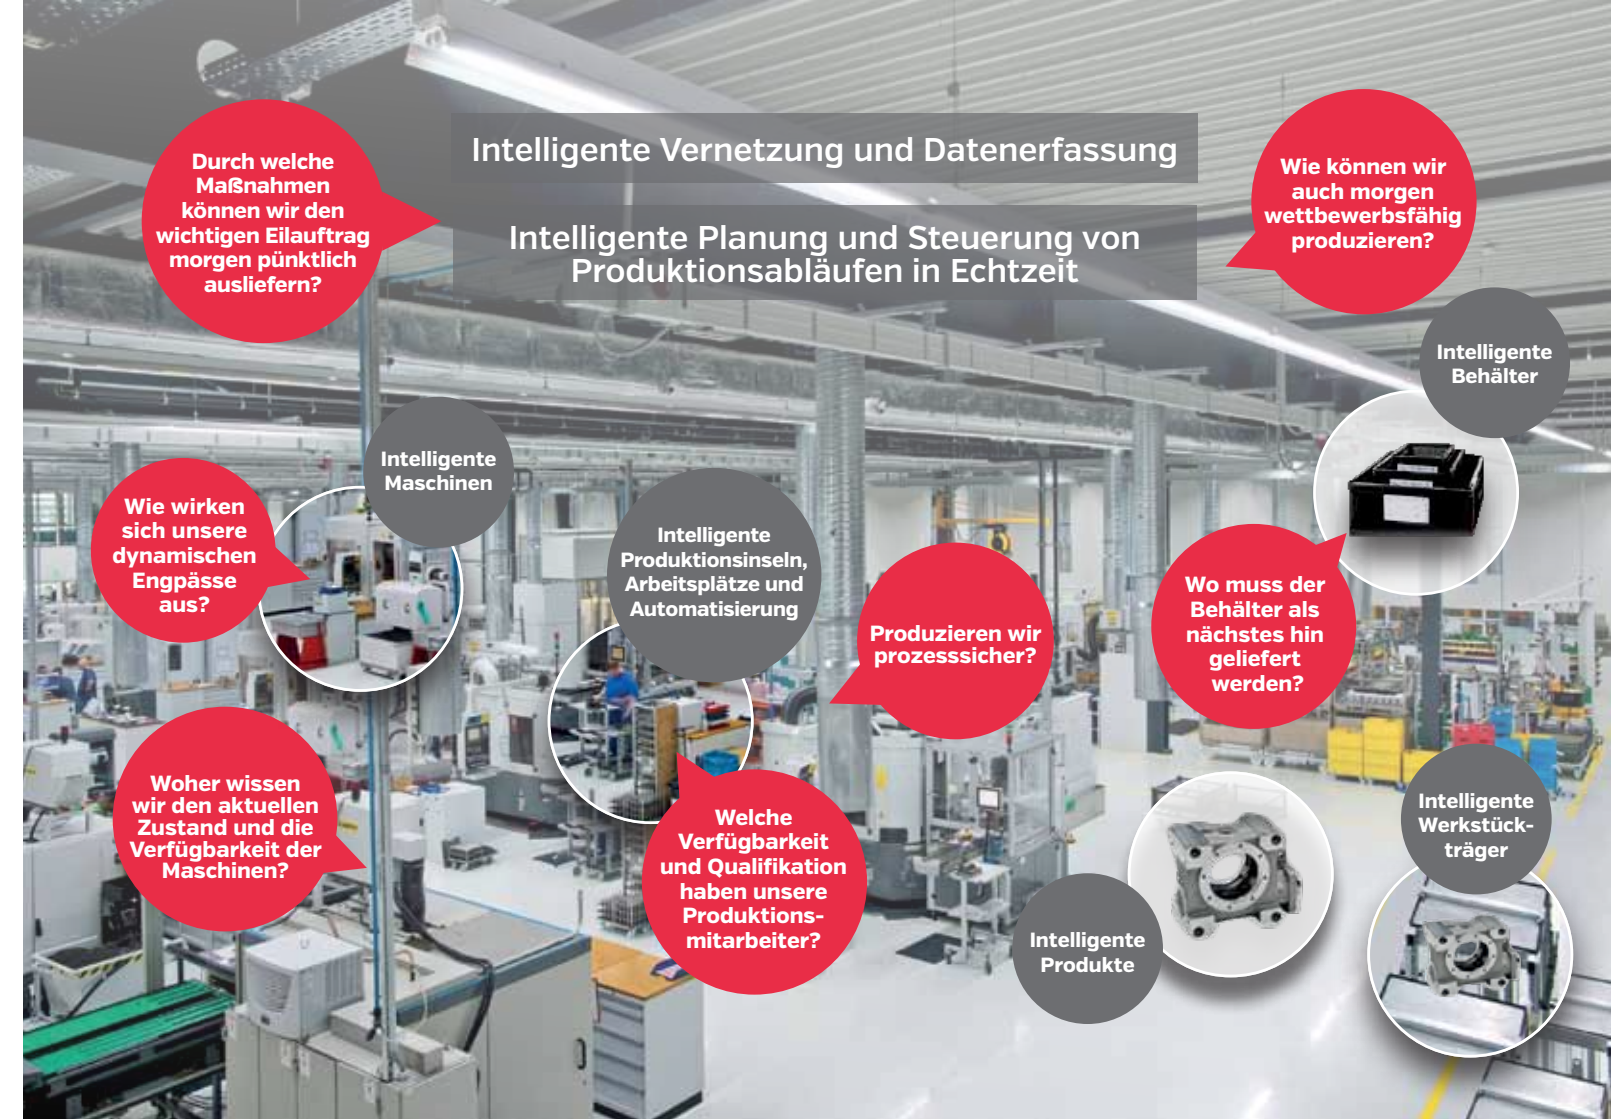 Intelligente Vernetzung und Datenerfassung
Intelligente Planung und Steuerung von
Produktionsabläufen in Echtzeit
Durch welche
Maßnahmen
können wir den
wichtigen Eilauftrag
morgen pünktlich
ausliefern?
Wie können wir
auch morgen
wettbewerbsfähig
produzieren?
Intelligente
Behälter
Intelligente
Maschinen
Wie wirken
sich unsere
dynamischen
Engpässe
aus?
Intelligente
Produktionsinseln,
Arbeitsplätze und
Automatisierung
Produzieren wir
prozesssicher?
Wo muss der
Behälter als
nächstes hin
geliefert
werden?
Woher wissen
wir den aktuellen
Zustand und die
Verfügbarkeit der
Maschinen?
Welche
Verfügbarkeit
und Qualifikation
haben unsere
Produktions-
mitarbeiter?
Intelligente
Produkte
Intelligente
Werkstück-
träger